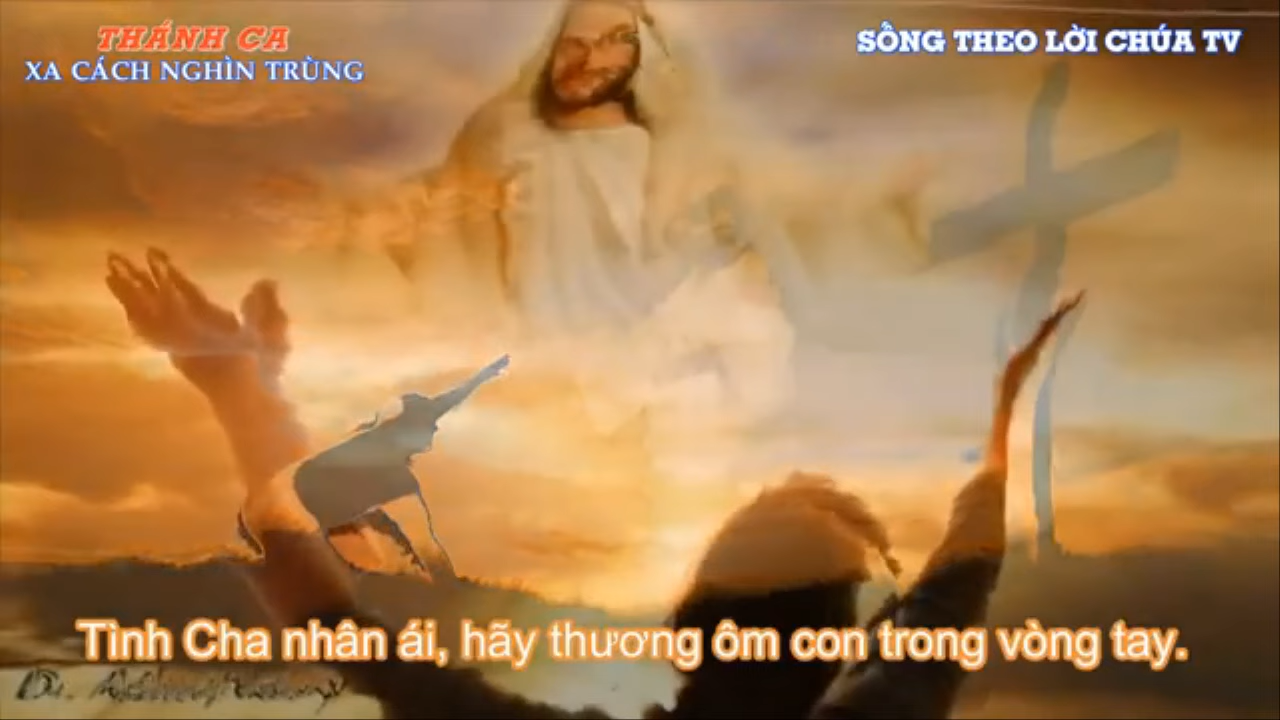 THÁNH CA
XA CÁCH NGHÌN TRÙNG
SỐNG THEO LỜI CHÚA TV
Tình Cha nhân ái, hãy thương ôm con trong vòng tay.